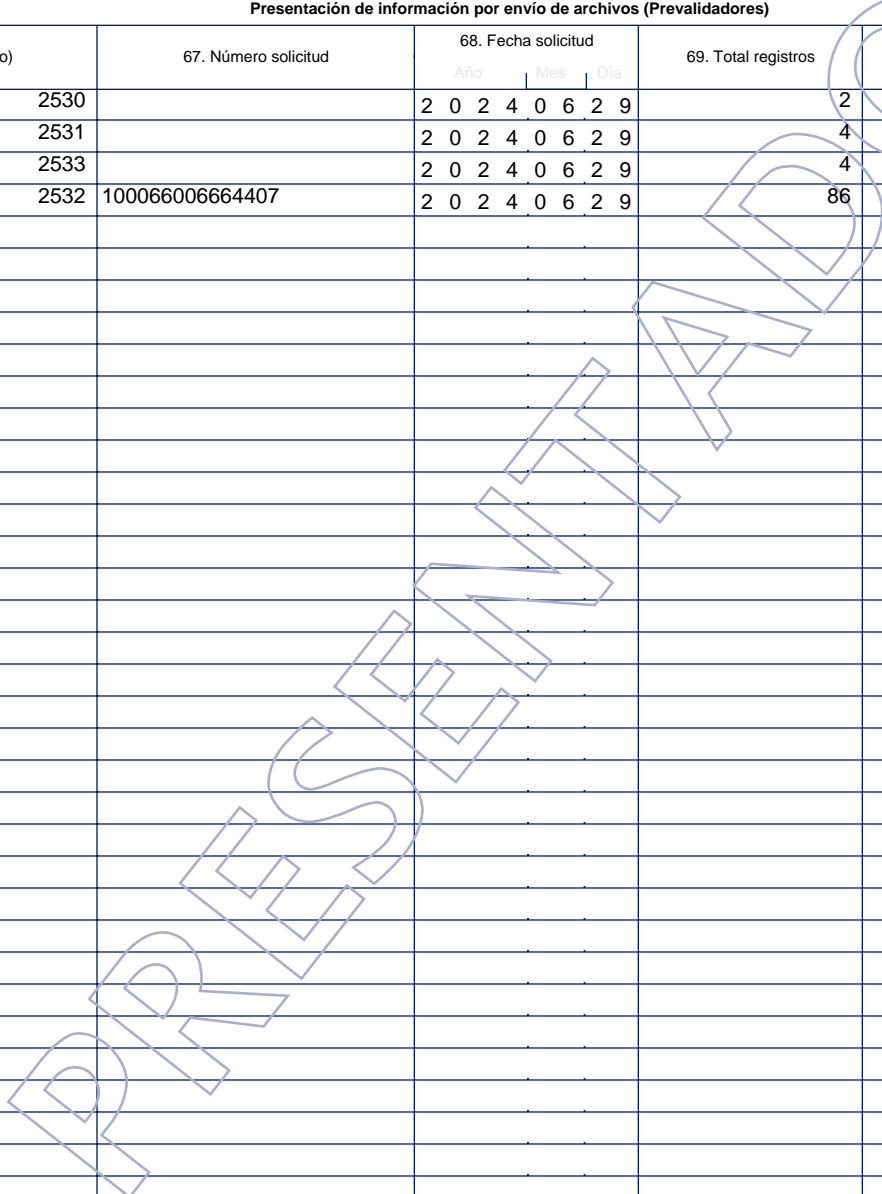 Presentación de información por envío de archivos (Prevalidadores)
o) 67. Número solicitud 68. Fecha solicitud 69. Total registros
Año Mes Día
2530 2 0 2 4 0 6 2 9 2
2531 2 0 2 4 0 6 2 9 4
2533 2 0 2 4 0 6 2 9 4
2532 100066006664407 2 0 2 4 0 6 2 9 86
PRESENTADO